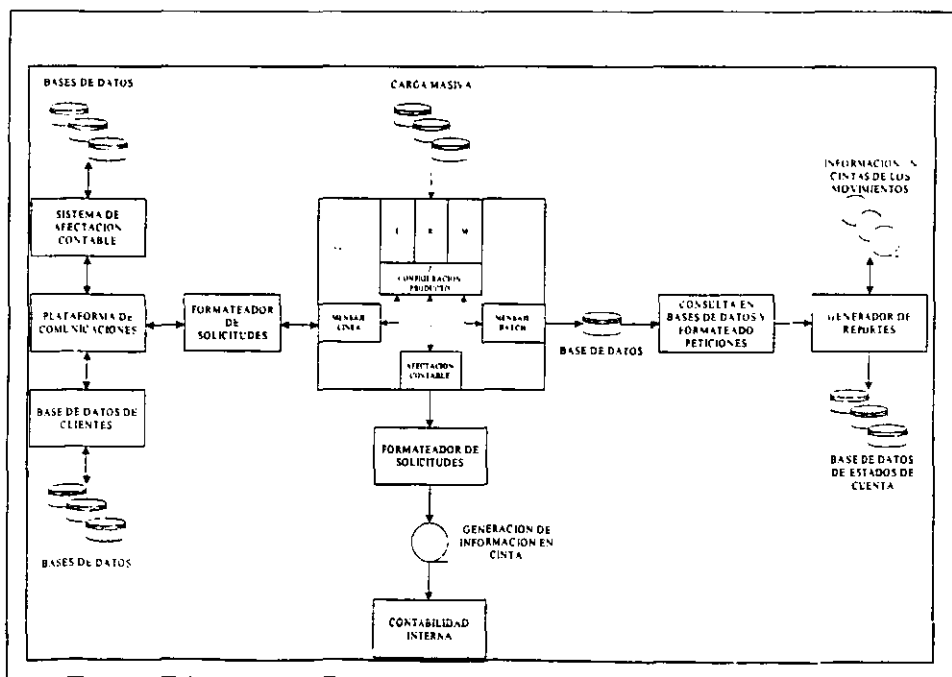 BASES DE DATOS
CARGA MASIVA
INFORMACION
CINTAS DE LOS
MOVIMIENTOS
SISTEMA DE
AFECTACION
CONTABLE
CONFIGURACION
PRODUCTO
PLATAFORMA DE
COMUNICACIONES
FORMATEADOR
DE
SOLICITUDES
MENSAJE
LINEA
MENSAJE
BATCH
BASE DE DATOS
CONSULTA EN
BASES DE DATOS Y
FORMATEADO
PETICIONES
GENERADOR DE
REPORTES
AFECTACION
CONTABLE
BASE DE DATOS DE
CLIENTES
FORMATEADOR DE
SOLICITUDES
BASE DE DATOS
DE ESTADOS DE
CUENTA
BASES DE DATOS
GENERACION DE
INFORMACION EN
CINTA
CONTABILIDAD
INTERNA